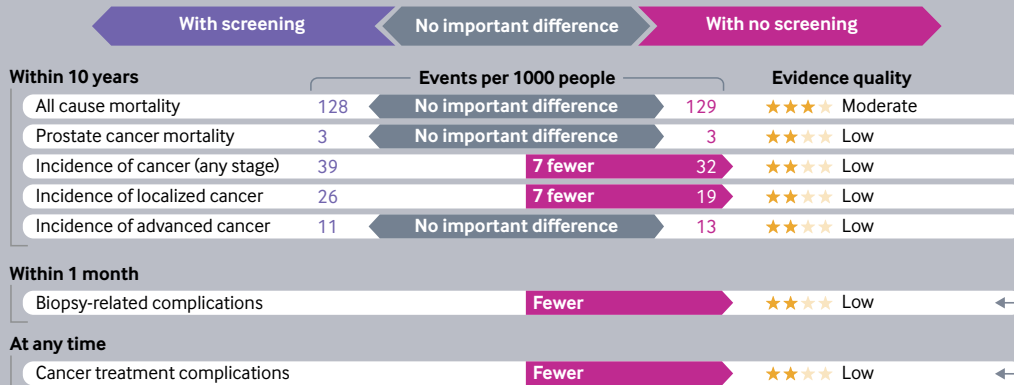 With screening No important difference With no screening
Within 10 years Events per 1000 people Evidence quality
All cause mortality 128 No important difference 129 Moderate
Prostate cancer mortality 3 No important difference 3 Low
Incidence of cancer (any stage) 39 7 fewer 32 Low
Incidence of localized cancer 26 7 fewer 19 Low
Incidence of advanced cancer 11 No important difference 13 Low
Within 1 month
Biopsy-related complications Fewer Low
At any time
Cancer treatment complications Fewer Low